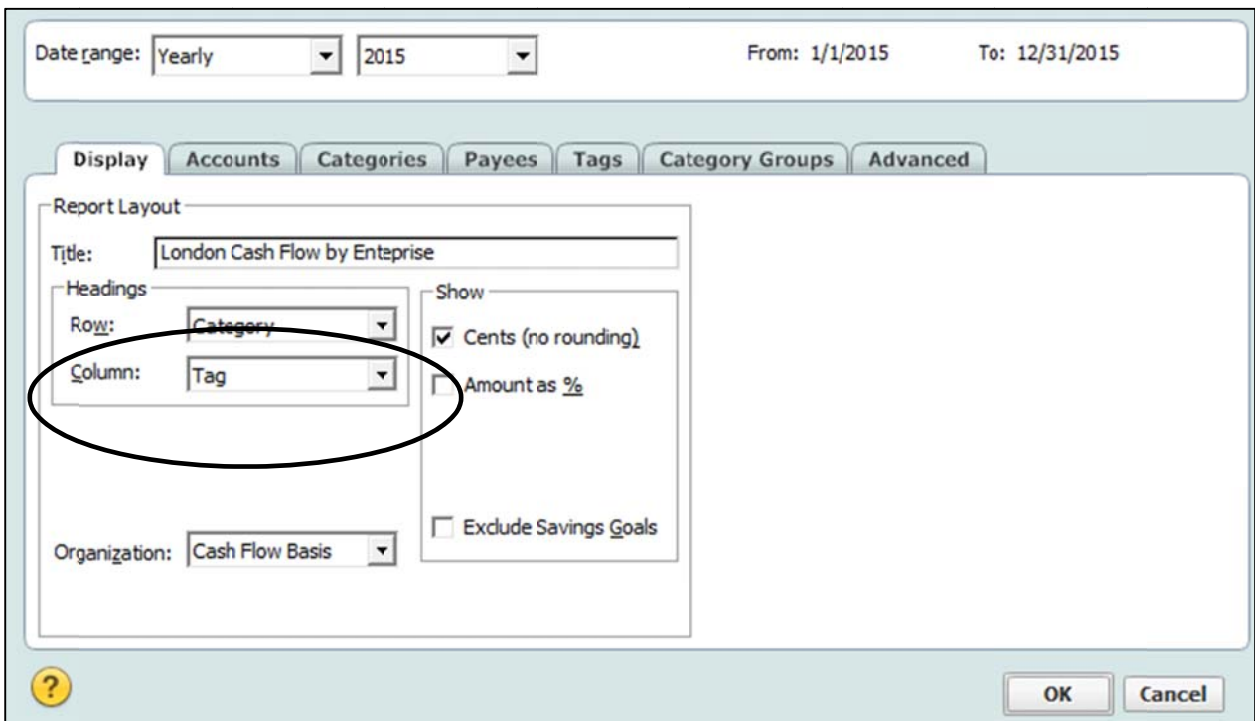 Date range: Yearly 2015 From: 1/1/2015 To: 12/31/2015
Display Accounts Categories Payees Tags Category Groups Advanced
Report Layout
Title: London Cash Flow by Enteprise
Headings
Row: Category
Column: Tag
Show
Cents (no rounding)
Amount as %
Exclude Savings Goals
Organization: Cash Flow Basis
?
OK Cancel